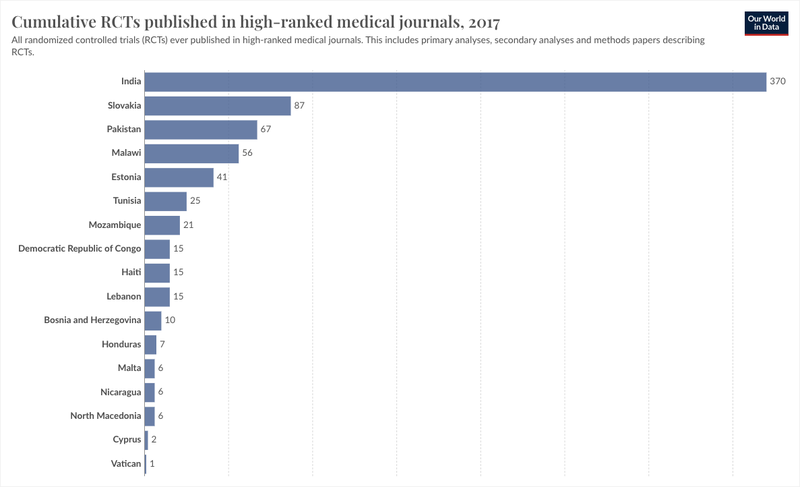 Cumulative RCTs published in high-ranked medical journals, 2017
Our World
in Data
All randomized controlled trials (RCTs) ever published in high-ranked medical journals. This includes primary analyses, secondary analyses and methods papers describing
RCTs.
India 370
Slovakia 87
Pakistan 67
Malawi 56
Estonia 41
Tunisia 25
Mozambique 21
Democratic Republic of Congo 15
Haiti 15
Lebanon 15
Bosnia and Herzegovina 10
Honduras 7
Malta 6
Nicaragua 6
North Macedonia 6
Cyprus 2
Vatican 1